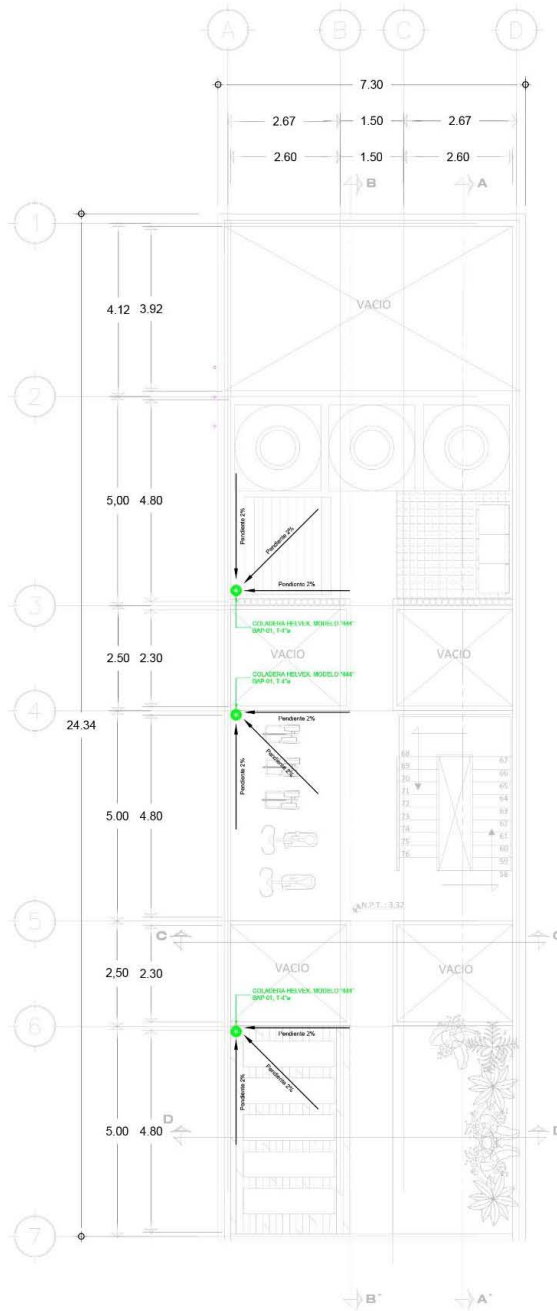 A B C D
7.30
2.67 1.50 2.67
2.60 1.50 2.60
B A
1
VACIO
4.12 3.92
2
5,00 4.80
Pendiente 2%
Pendiente 2%
Pendiente 2%
3
COLADERA HELVEX, MODELO "444"
BAP-01, T-4"ø
VACIO
VACIO
2.50 2.30
COLADERA HELVEX, MODELO "444"
BAP-01, T-4"ø
4
24.34
Pendiente 2%
Pendiente 2%
Pendiente 2%
68 67
69 66
70 65
71 64
72 63
73 62
74 61
75 60
76 59
58
5.00 4.80
N.P.T.: 3.32
5
C C
2,50 2.30
VACIO
VACIO
COLADERA HELVEX, MODELO "444"
BAP-01, T-4"ø
6
Pendiente 2%
Pendiente 2%
Pendiente 2%
5.00 4.80
D D
7
B´ A´